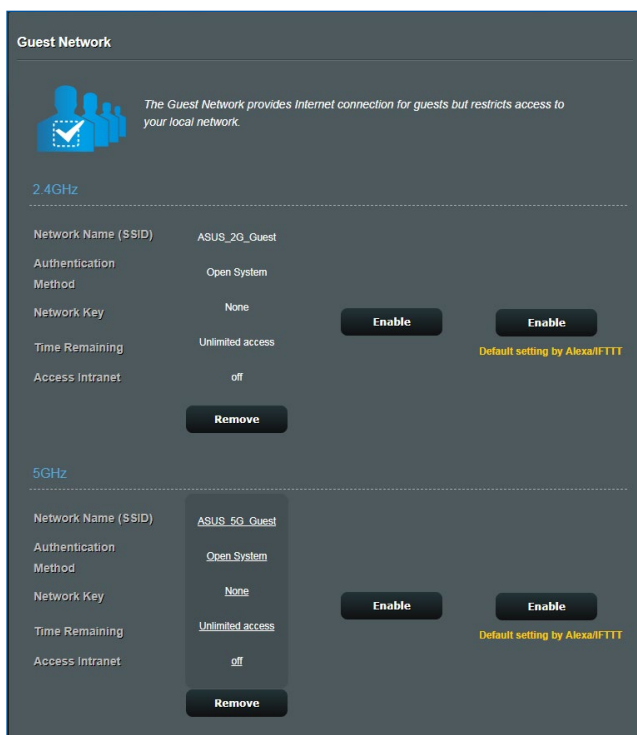 Guest Network
The Guest Network provides Internet connection for guests but restricts access to
your local network.
2.4GHz
Network Name (SSID) ASUS_2G_Guest
Authentication
Method Open System
Network Key None
Enable Enable
Time Remaining Unlimited access
Default setting by Alexa/IFTTT
Access Intranet off
Remove
5GHz
Network Name (SSID) ASUS_5G_Guest
Authentication
Method Open System
Network Key None
Enable Enable
Time Remaining Unlimited access
Default setting by Alexa/IFTTT
Access Intranet off
Remove